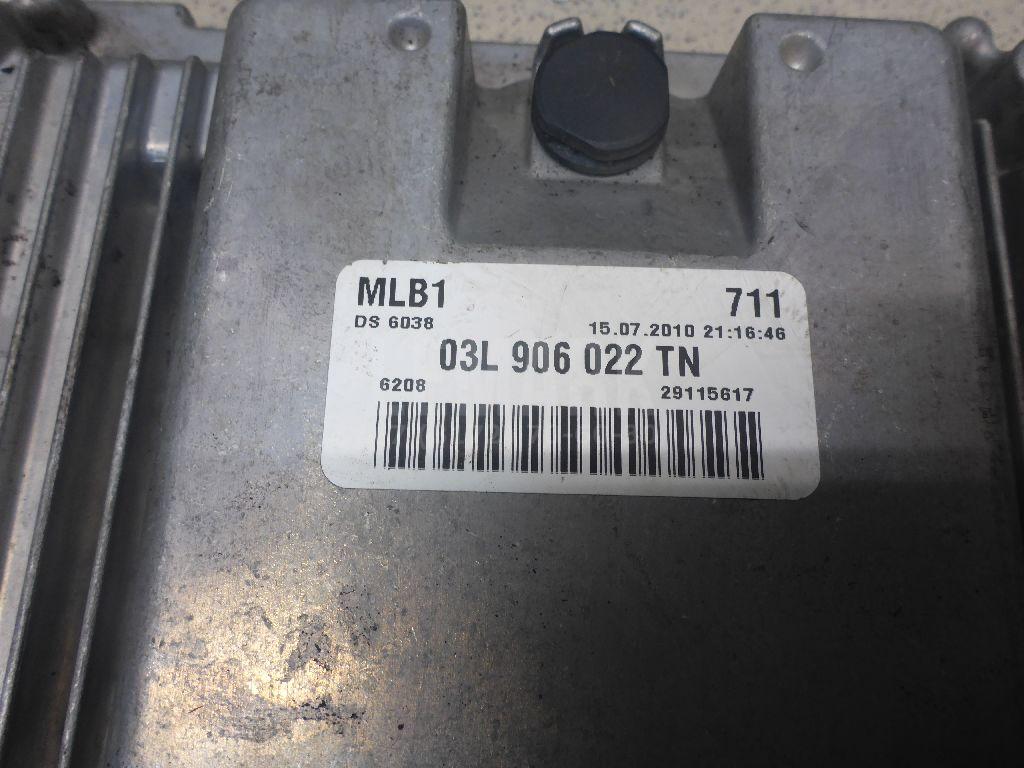 MLB1 711
DS 6038 15.07.2010 21:16:46
03L 906 022 TN
6208 29115617